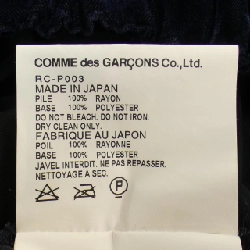 COMME des GARÇONS Co., Ltd.
RC-P003
MADE IN JAPAN
PILE 100% RAYON
BASE 100% POLYESTER
DO NOT BLEACH. DO NOT IRON.
DRY CLEAN ONLY.
FABRIQUE AU JAPON
POIL 100% RAYONNE
BASE 100% POLYESTER
JAVEL INTERDIT. NE PAS REPASSER.
NETTOYAGE A SEC.
P